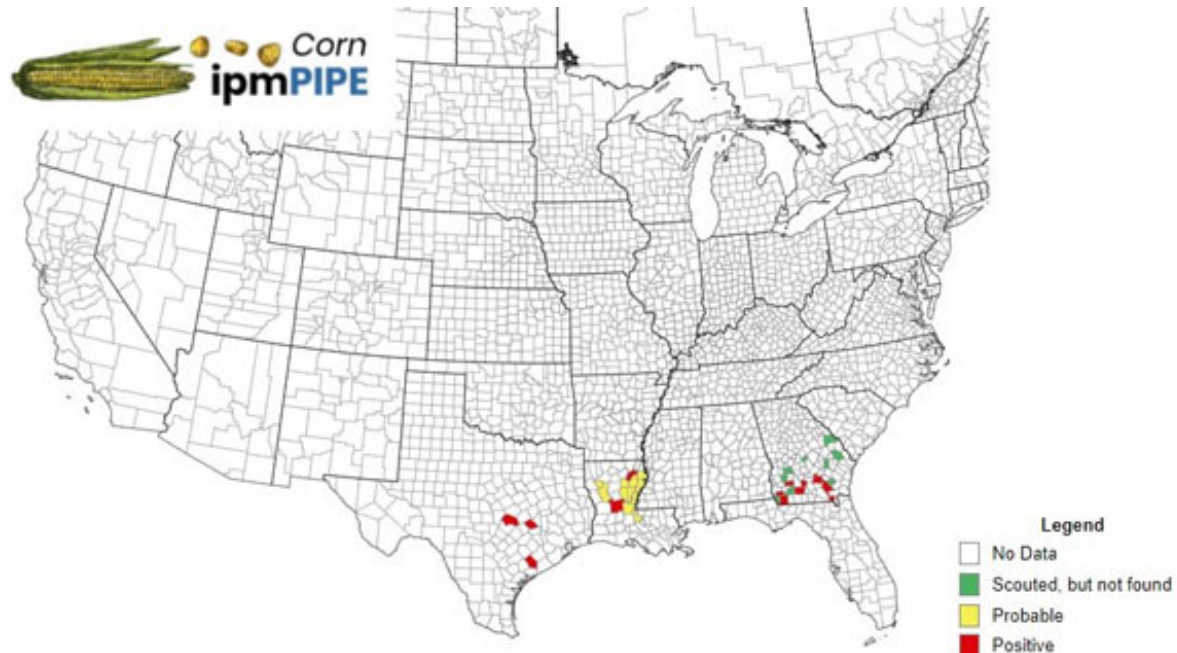 Corn
ipmPIPE
Legend
No Data
Scouted, but not found
Probable
Positive